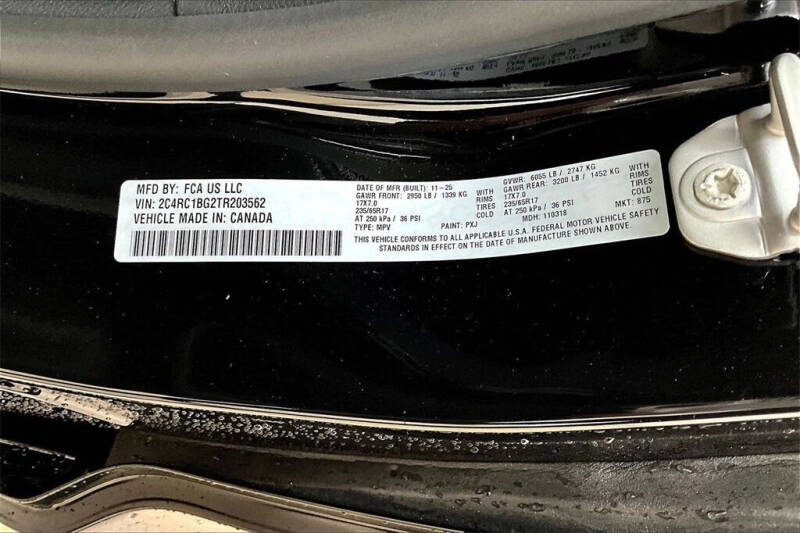 MFD BY: FCA US LLC
VIN: 2C4RC1BG2TR203562
VEHICLE MADE IN: CANADA
DATE OF MFR (BUILT): 11-25 GVWR: 6055 LB / 2747 KG
GAWR FRONT: 2950 LB / 1339 KG WITH GAWR REAR: 3200 LB / 1452 KG WITH
17X7.0 RIMS 17X7.0 RIMS
235/65R17 TIRES 235/65R17 TIRES
AT 250 kPa / 36 PSI AT 250 kPa / 36 PSI
TYPE: MPV PAINT: PXJ MDH: 110318 MKT: 875
THIS VEHICLE CONFORMS TO ALL APPLICABLE U.S.A. FEDERAL MOTOR VEHICLE SAFETY
STANDARDS IN EFFECT ON THE DATE OF MANUFACTURE SHOWN ABOVE.